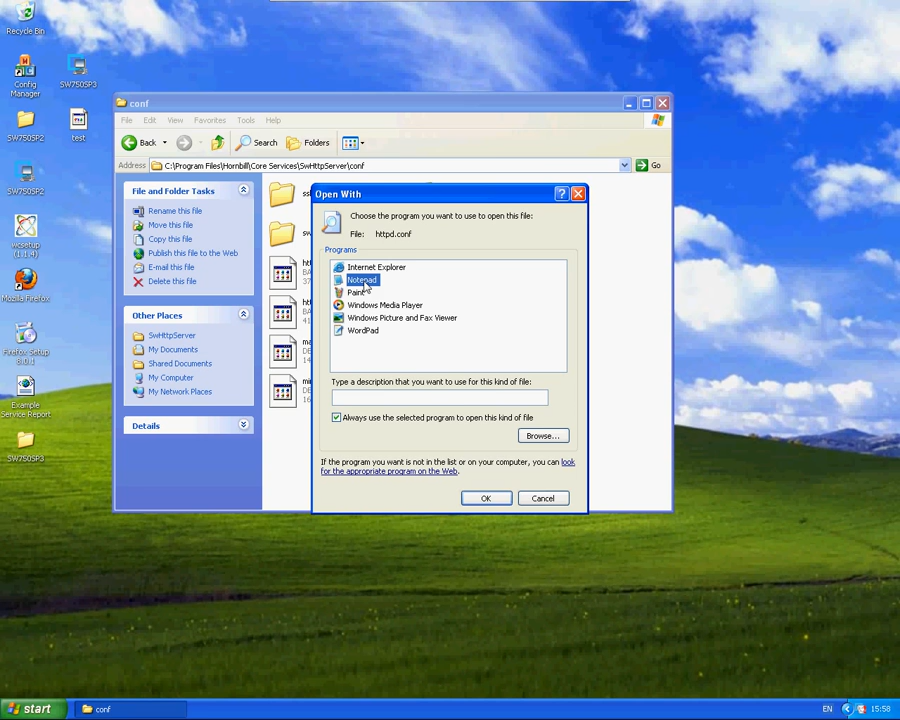 Recycle Bin
Config
Manager
SW750SP3
SW750SP2
test
SW750SP2
wcsetup
(1.1.4)
Mozilla Firefox
Firefox Setup
8.0.1
Example
Service Report
SW750SP3
conf
File Edit View Favorites Tools Help
Back Search Folders
Address C:\Program Files\Hornbill\Core Services\SwHttpServer\conf Go
File and Folder Tasks
Rename this file
Move this file
Copy this file
Publish this file to the Web
E-mail this file
Delete this file
Other Places
SwHttpServer
My Documents
Shared Documents
My Computer
My Network Places
Details
Open With
Choose the program you want to use to open this file:
File: httpd.conf
Programs
Internet Explorer
Notepad
Paint
Windows Media Player
Windows Picture and Fax Viewer
WordPad
Type a description that you want to use for this kind of file:
Always use the selected program to open this kind of file
Browse...
If the program you want is not in the list or on your computer, you can look
for the appropriate program on the Web.
OK Cancel
start conf EN 15:58